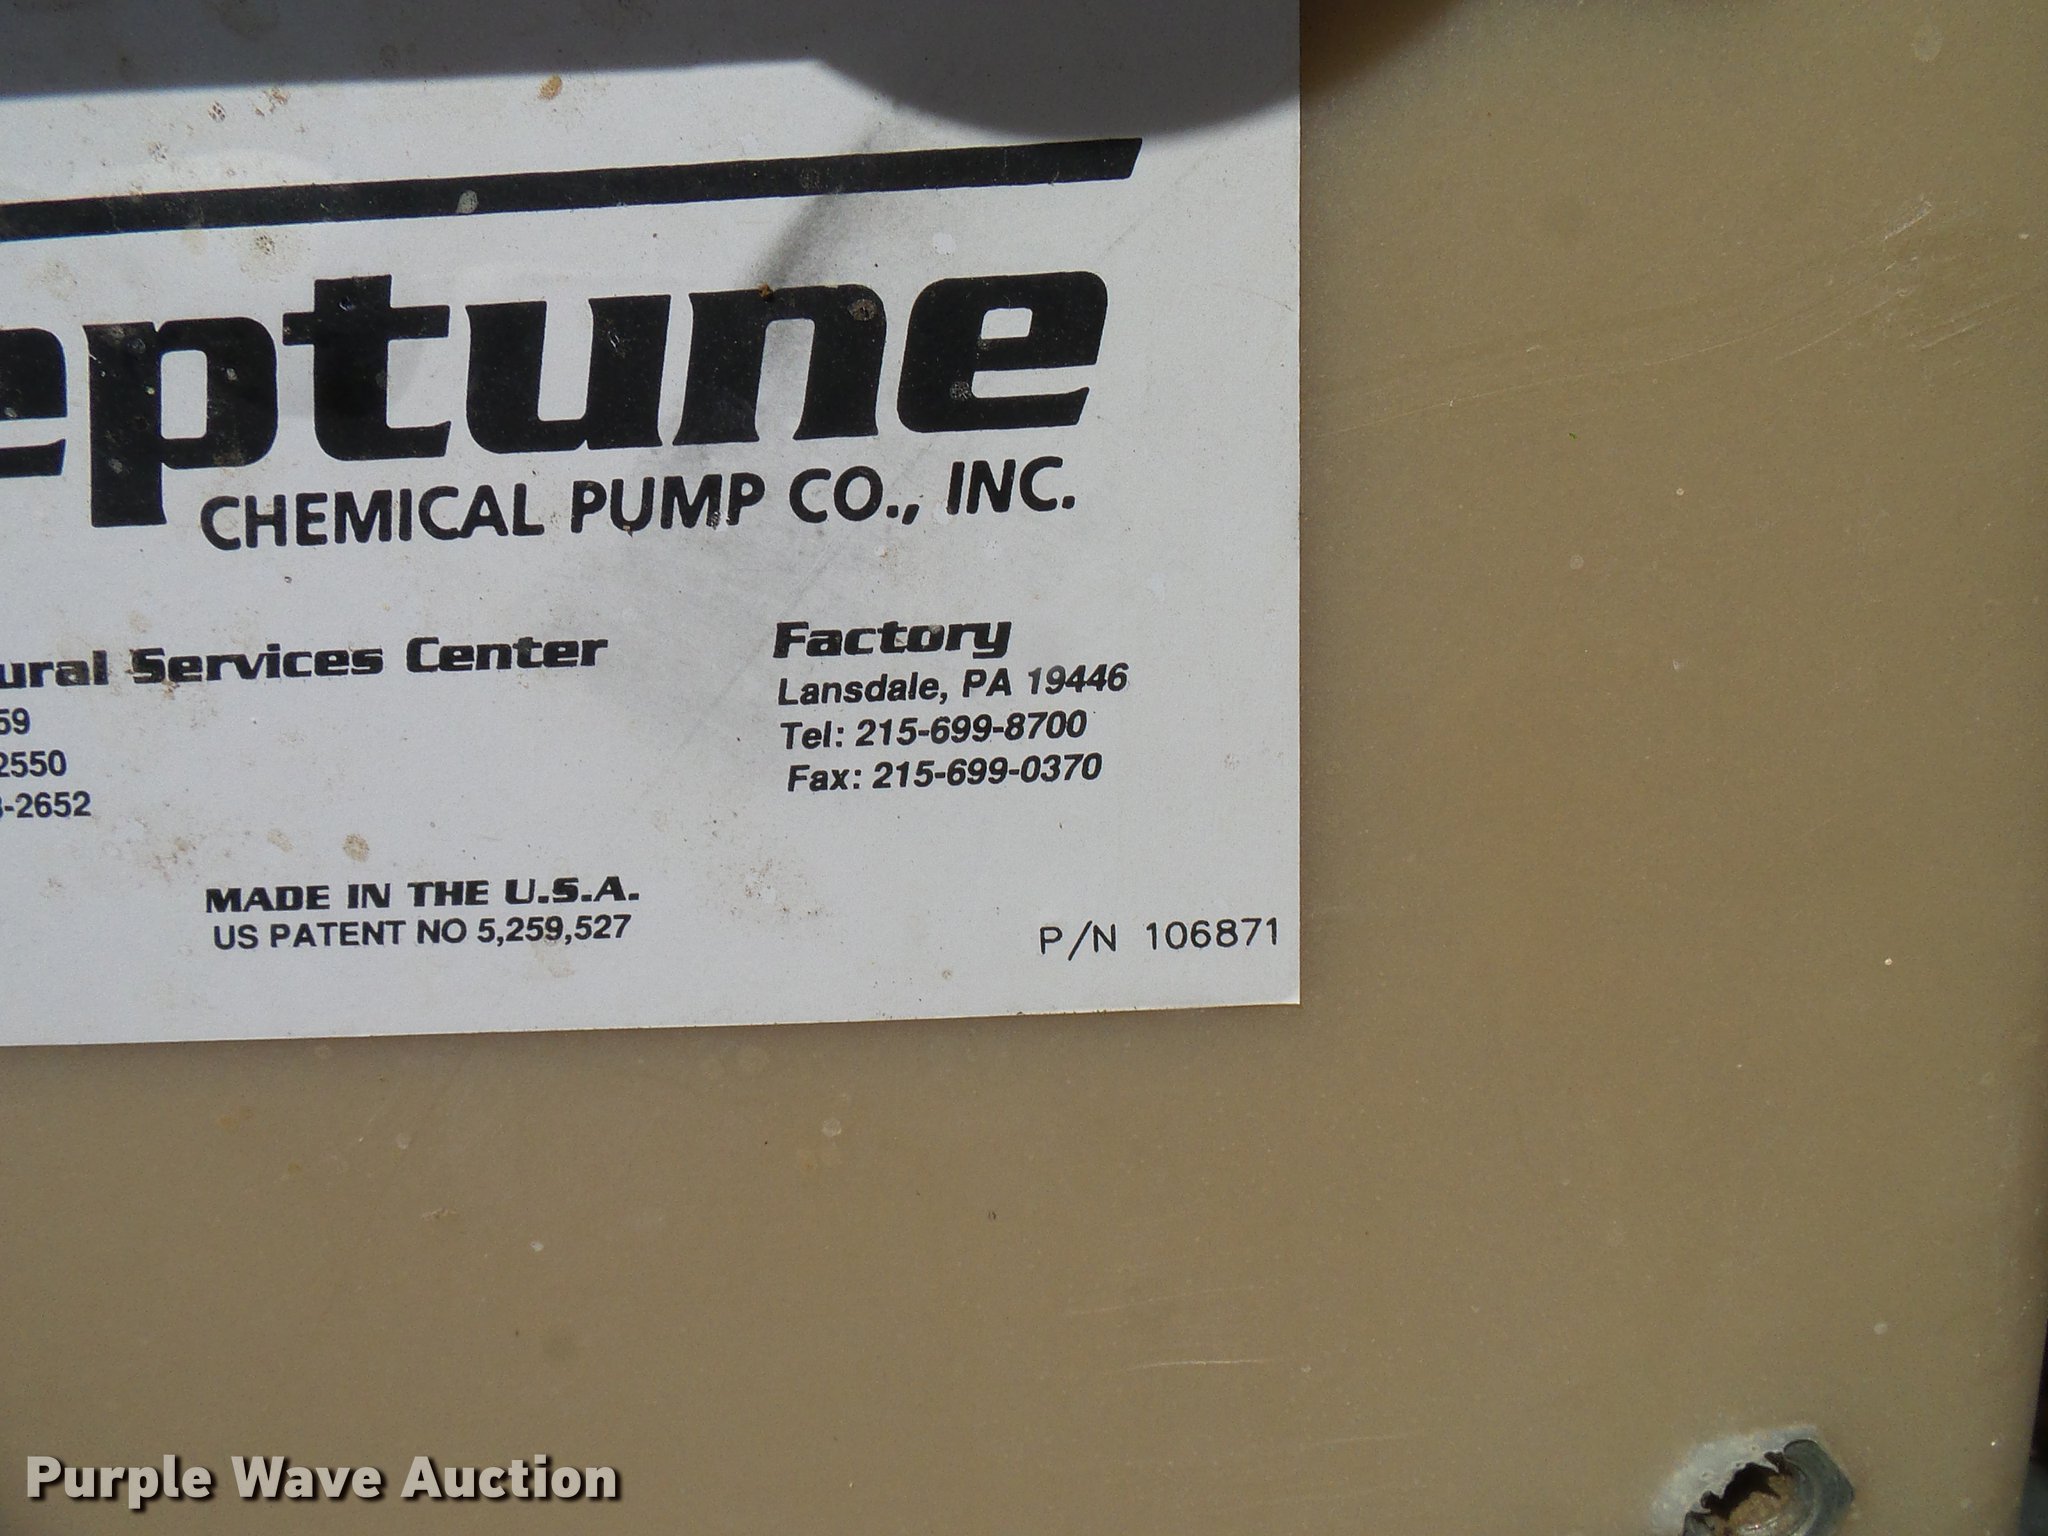 eptune
CHEMICAL PUMP CO., INC.
ural Services Center
59
2550
-2652
Factory
Lansdale, PA 19446
Tel: 215-699-8700
Fax: 215-699-0370
MADE IN THE U.S.A.
US PATENT NO 5,259,527
P/N 106871
Purple Wave Auction